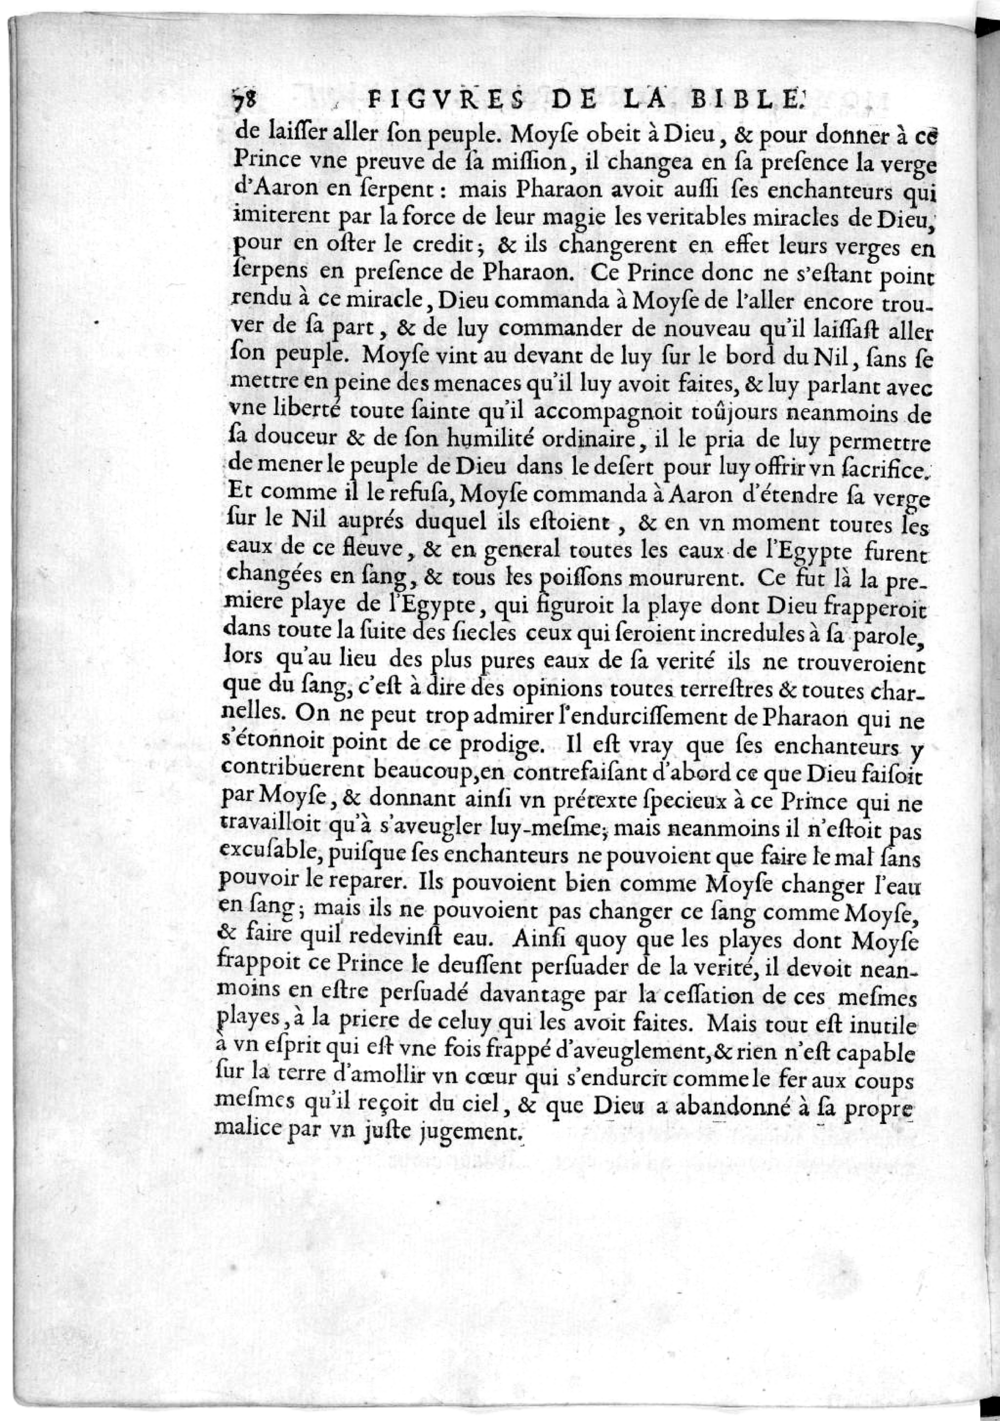 78 FIGVRES DE LA BIBLE.
de laiſſer aller ſon peuple. Moyſe obeit à Dieu, & pour donner à ce
Prince vne preuve de ſa miſſion, il changea en ſa preſence la verge
d'Aaron en ſerpent : mais Pharaon avoit auſſi ſes enchanteurs qui
imiterent par la force de leur magie les veritables miracles de Dieu,
pour en oſter le credit ; & ils changerent en effet leurs verges en
ſerpens en preſence de Pharaon. Ce Prince donc ne s'eſtant point
rendu à ce miracle, Dieu commanda à Moyſe de l'aller encore trou-
ver de ſa part, & de luy commander de nouveau qu'il laiſſaſt aller
ſon peuple. Moyſe vint au devant de luy ſur le bord du Nil, ſans ſe
mettre en peine des menaces qu'il luy avoit faites, & luy parlant avec
vne liberté toute ſainte qu'il accompagnoit toûjours neanmoins de
ſa douceur & de ſon humilité ordinaire, il le pria de luy permettre
de mener le peuple de Dieu dans le deſert pour luy offrir vn ſacrifice.
Et comme il le refuſa, Moyſe commanda à Aaron d'étendre ſa verge
ſur le Nil auprés duquel ils eſtoient, & en vn moment toutes les
eaux de ce fleuve, & en general toutes les eaux de l'Egypte furent
changées en ſang, & tous les poiſſons moururent. Ce fut là la pre-
miere playe de l'Egypte, qui figuroit la playe dont Dieu frapperoit
dans toute la ſuite des ſiecles ceux qui ſeroient incredules à ſa parole,
lors qu'au lieu des plus pures eaux de ſa verité ils ne trouveroient
que du ſang, c'eſt à dire des opinions toutes terreſtres & toutes char-
nelles. On ne peut trop admirer l'endurciſſement de Pharaon qui ne
s'étonnoit point de ce prodige. Il eſt vray que ſes enchanteurs y
contribuerent beaucoup, en contrefaiſant d'abord ce que Dieu faiſoit
par Moyſe, & donnant ainſi vn prétexte ſpecieux à ce Prince qui ne
travailloit qu'à s'aveugler luy-meſme; mais neanmoins il n'eſtoit pas
excuſable, puiſque ſes enchanteurs ne pouvoient que faire le mal ſans
pouvoir le reparer. Ils pouvoient bien comme Moyſe changer l'eau
en ſang ; mais ils ne pouvoient pas changer ce ſang comme Moyſe,
& faire quil redevinſt eau. Ainſi quoy que les playes dont Moyſe
frappoit ce Prince le deuſſent perſuader de la verité, il devoit nean-
moins en eſtre perſuadé davantage par la ceſſation de ces meſmes
playes, à la priere de celuy qui les avoit faites. Mais tout eſt inutile
à vn eſprit qui eſt vne fois frappé d'aveuglement, & rien n'eſt capable
ſur la terre d'amollir vn cœur qui s'endurcit comme le fer aux coups
meſmes qu'il reçoit du ciel, & que Dieu a abandonné à ſa propre
malice par vn juſte jugement.